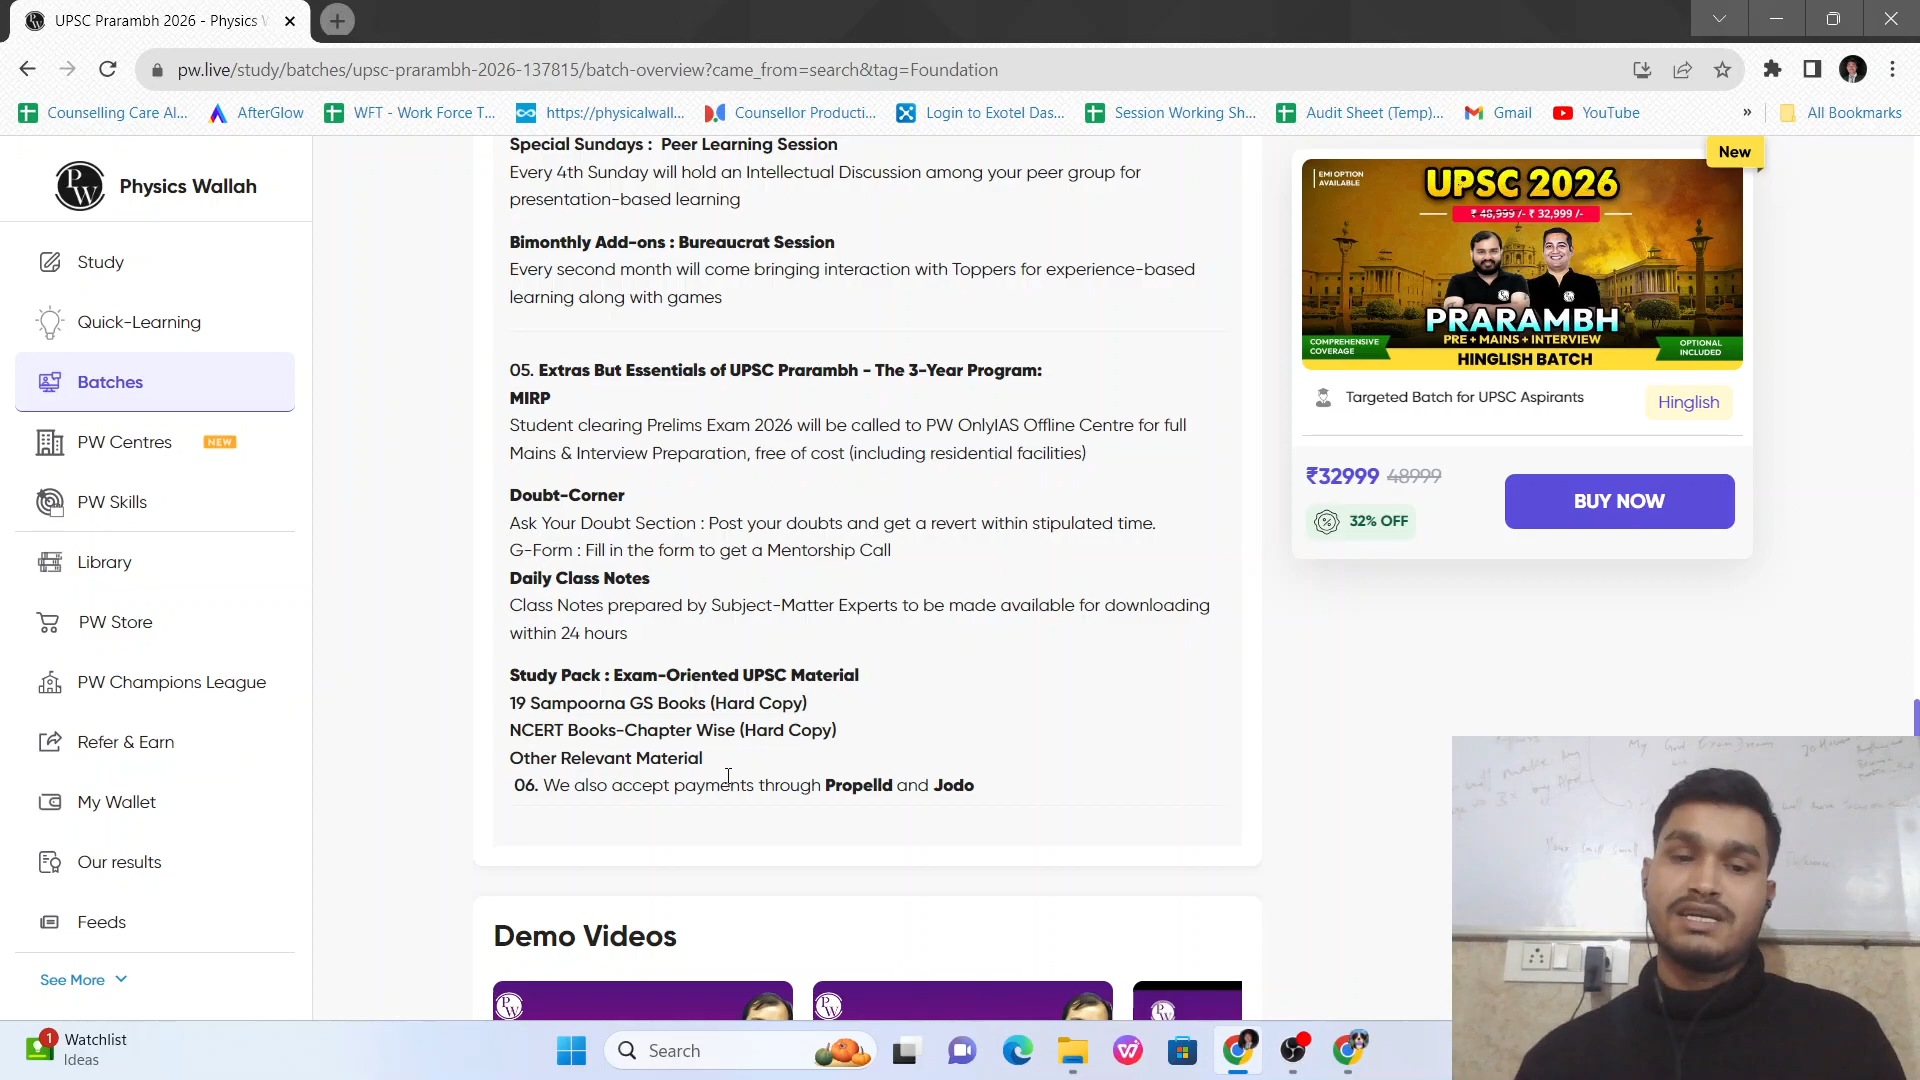 UPSC Prarambh 2026 - Physics W
pw.live/study/batches/upsc-prarambh-2026-137815/batch-overview?came_from=search&tag=Foundation
Counselling Care Al...
AfterGlow
WFT - Work Force T...
https://physicalwall...
Counsellor Producti...
Login to Exotel Das...
Session Working Sh...
Audit Sheet (Temp)...
Gmail
YouTube
»
All Bookmarks
PW
Physics Wallah
Study
Quick-Learning
Batches
PW Centres NEW
PW Skills
Library
PW Store
PW Champions League
Refer & Earn
My Wallet
Our results
Feeds
See More
Special Sundays : Peer Learning Session
Every 4th Sunday will hold an Intellectual Discussion among your peer group for
presentation-based learning
Bimonthly Add-ons : Bureaucrat Session
Every second month will come bringing interaction with Toppers for experience-based
learning along with games
05. Extras But Essentials of UPSC Prarambh - The 3-Year Program:
MIRP
Student clearing Prelims Exam 2026 will be called to PW OnlyIAS Offline Centre for full
Mains & Interview Preparation, free of cost (including residential facilities)
Doubt-Corner
Ask Your Doubt Section : Post your doubts and get a revert within stipulated time.
G-Form : Fill in the form to get a Mentorship Call
Daily Class Notes
Class Notes prepared by Subject-Matter Experts to be made available for downloading
within 24 hours
Study Pack : Exam-Oriented UPSC Material
19 Sampoorna GS Books (Hard Copy)
NCERT Books-Chapter Wise (Hard Copy)
Other Relevant Material
06. We also accept payments through Propelld and Jodo
Demo Videos
PW
PW
PW
New
EMI OPTION
AVAILABLE
UPSC 2026
₹ 48,999 /- ₹ 32,999 /-
PRARAMBH
PRE + MAINS + INTERVIEW
COMPREHENSIVE
COVERAGE
OPTIONAL
INCLUDED
HINGLISH BATCH
Targeted Batch for UPSC Aspirants
Hinglish
₹32999 48999
32% OFF
BUY NOW
1
Watchlist
Ideas
Search